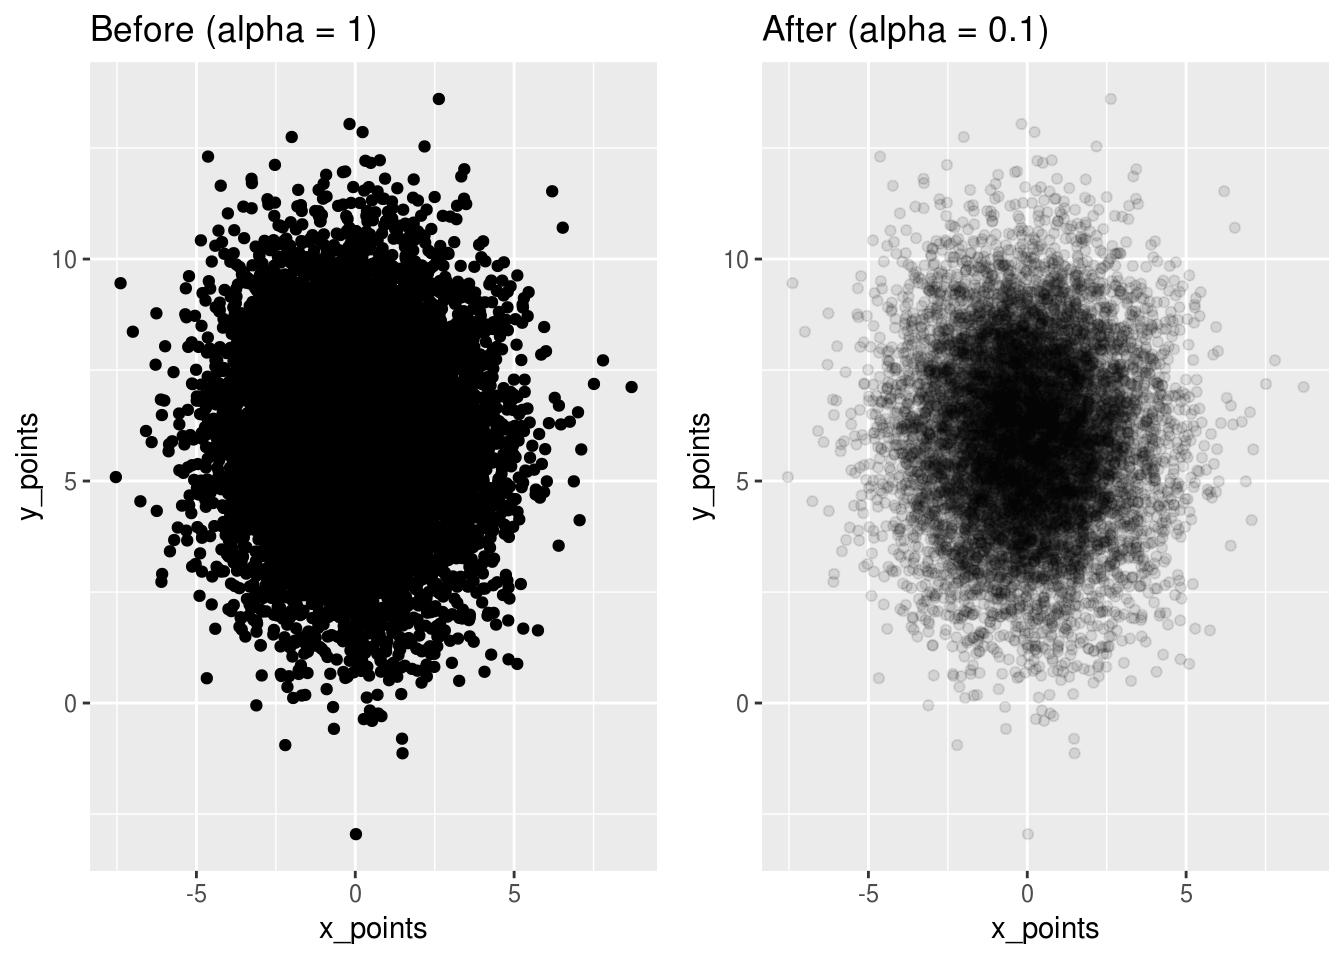 Before (alpha = 1)
y_points
10
5
0
-5
0
5
x_points
After (alpha = 0.1)
y_points
10
5
0
-5
0
5
x_points